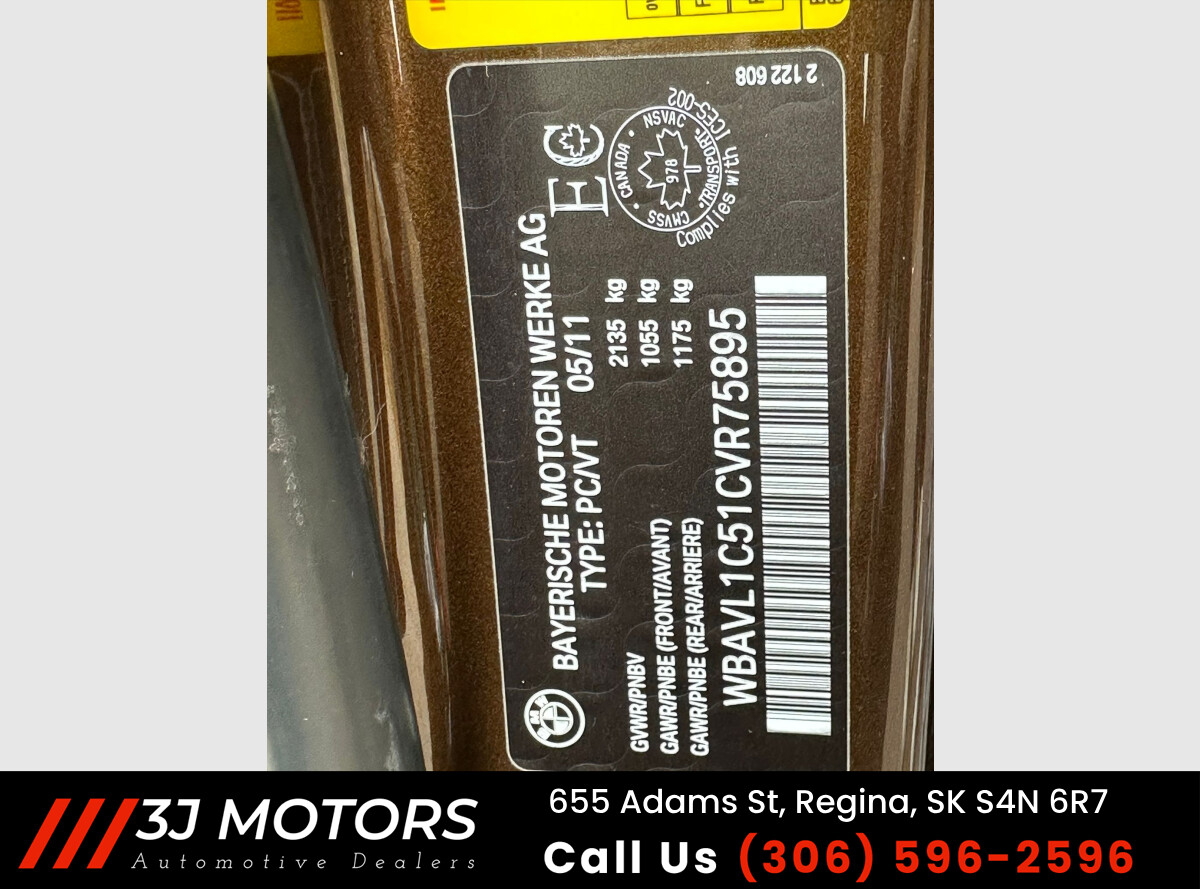 2 122 608
BAYERISCHE MOTOREN WERKE AG
TYPE: PC/VT 05/11
EC
GVWR/PNBV 2135 kg
GAWR/PNBE (FRONT/AVANT) 1055 kg
GAWR/PNBE (REAR/ARRIERE) 1175 kg
WBAVL1C51CVR75895
BMW
CANADA • NSVAC • TRANSPORT • CMVSS •
978
Complies with ICES-002
3J MOTORS
Automotive Dealers
655 Adams St, Regina, SK S4N 6R7
Call Us (306) 596-2596